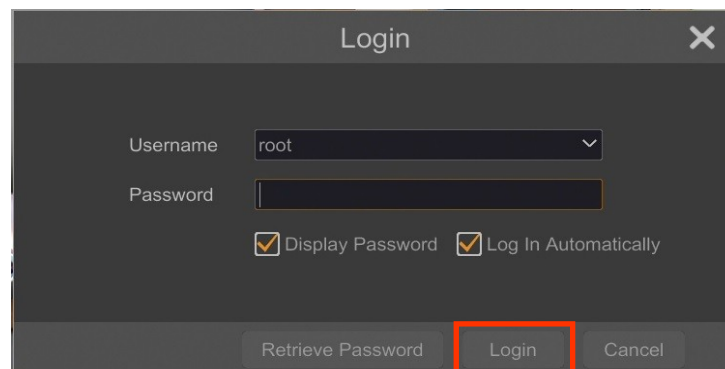 Login
Username root
Password
Display Password Log In Automatically
Retrieve Password Login Cancel